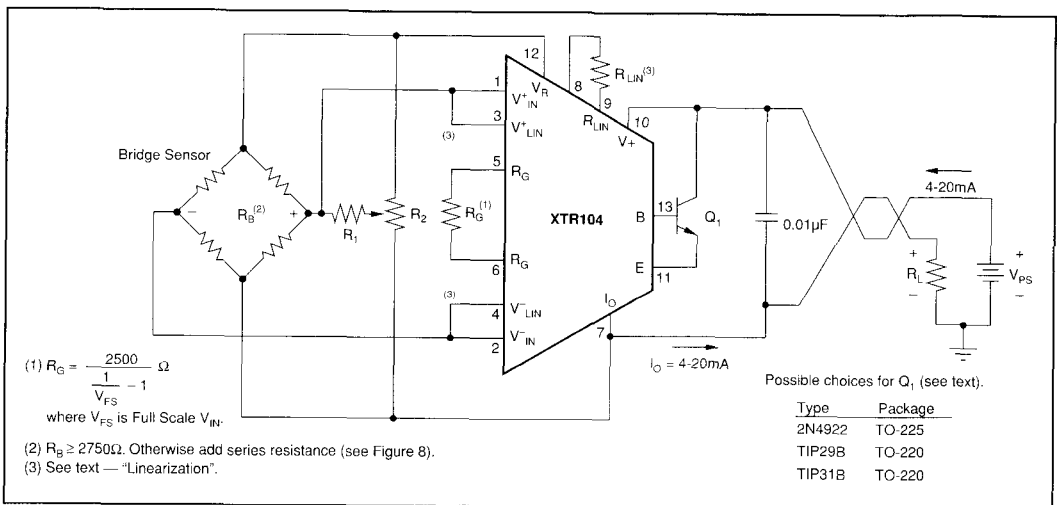 12
V_R
1
V⁺_IN
3
V⁺_LIN
(3)
8
R_LIN⁽³⁾
9
R_LIN
10
V+
Bridge Sensor
−
R_B⁽²⁾
+
R₁
R₂
5
R_G
R_G⁽¹⁾
XTR104
R_G
6
B
13
Q₁
E
11
0.01µF
4-20mA
+
R_L
−
+
V_PS
−
(3)
V⁻_LIN
4
V⁻_IN
2
I_O
7
I_O = 4-20mA
(1) R_G = 2500 / (1/V_FS − 1) Ω
where V_FS is Full Scale V_IN.
(2) R_B ≥ 2750Ω. Otherwise add series resistance (see Figure 8).
(3) See text — “Linearization”.
Possible choices for Q₁ (see text).
Type Package
2N4922 TO-225
TIP29B TO-220
TIP31B TO-220